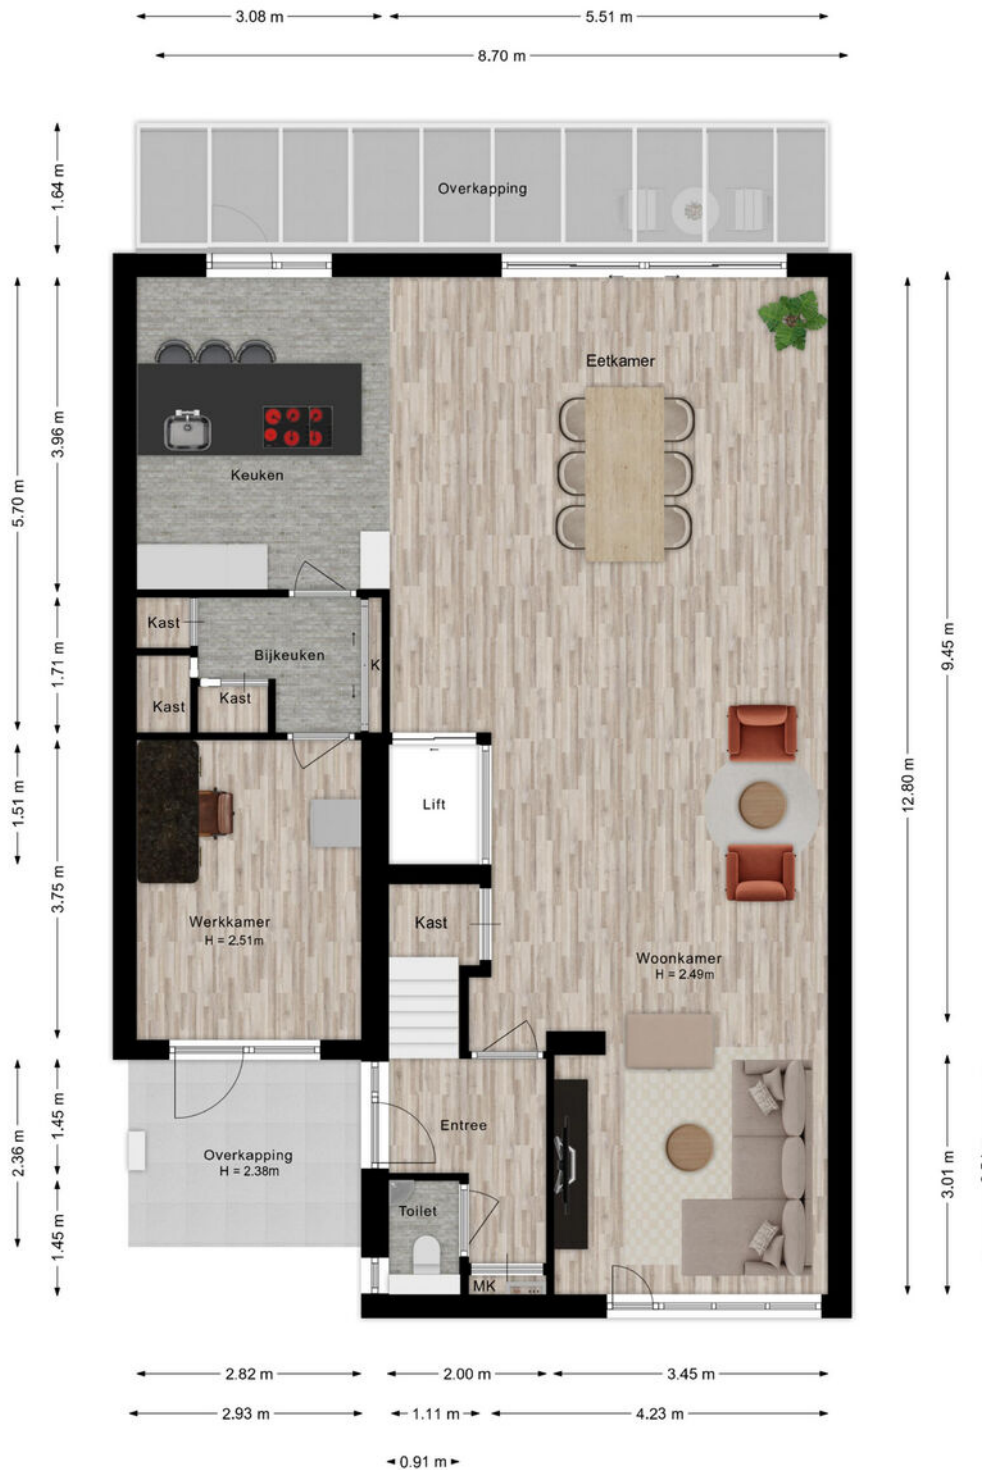 3.08 m
5.51 m
8.70 m
1.64 m
Overkapping
Eetkamer
3.96 m
5.70 m
Keuken
Kast
Bijkeuken
K
Kast
Kast
1.71 m
9.45 m
12.80 m
Lift
1.51 m
3.75 m
Werkkamer
H = 2.51m
Kast
Woonkamer
H = 2.49m
Entree
Overkapping
H = 2.38m
1.45 m
2.36 m
1.45 m
3.01 m
Toilet
MK
2.82 m
2.00 m
3.45 m
2.93 m
1.11 m
4.23 m
0.91 m